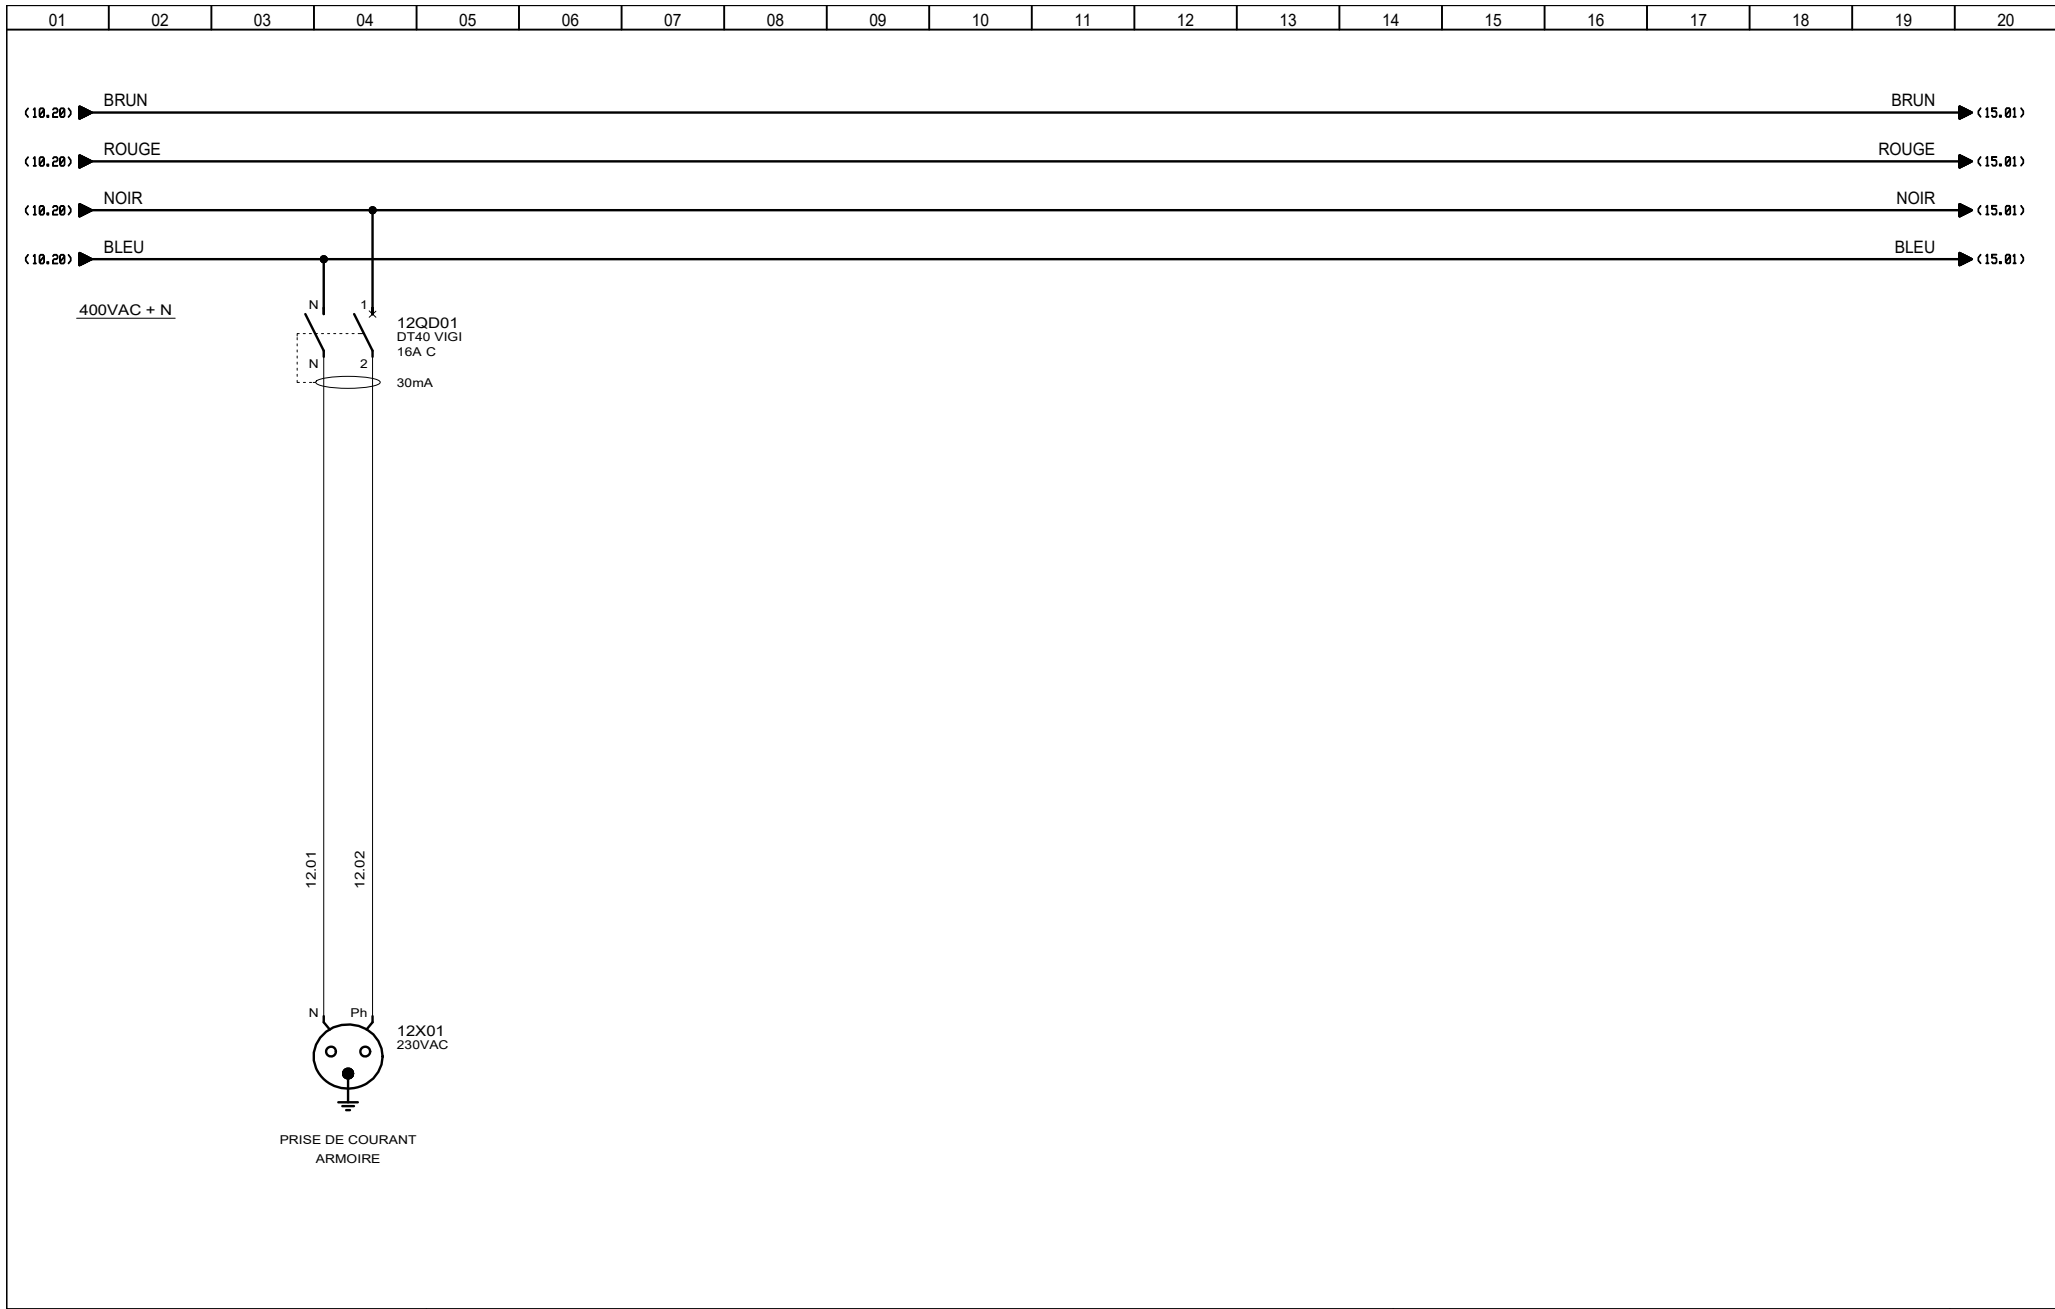 01 02 03 04 05 06 07 08 09 10 11 12 13 14 15 16 17 18 19 20
(10.20) BRUN BRUN (15.01)
(10.20) ROUGE ROUGE (15.01)
(10.20) NOIR NOIR (15.01)
(10.20) BLEU BLEU (15.01)
400VAC + N
N 1
12QD01
DT40 VIGI
16A C
N 2
30mA
12.01 12.02
N Ph
12X01
230VAC
PRISE DE COURANT
ARMOIRE